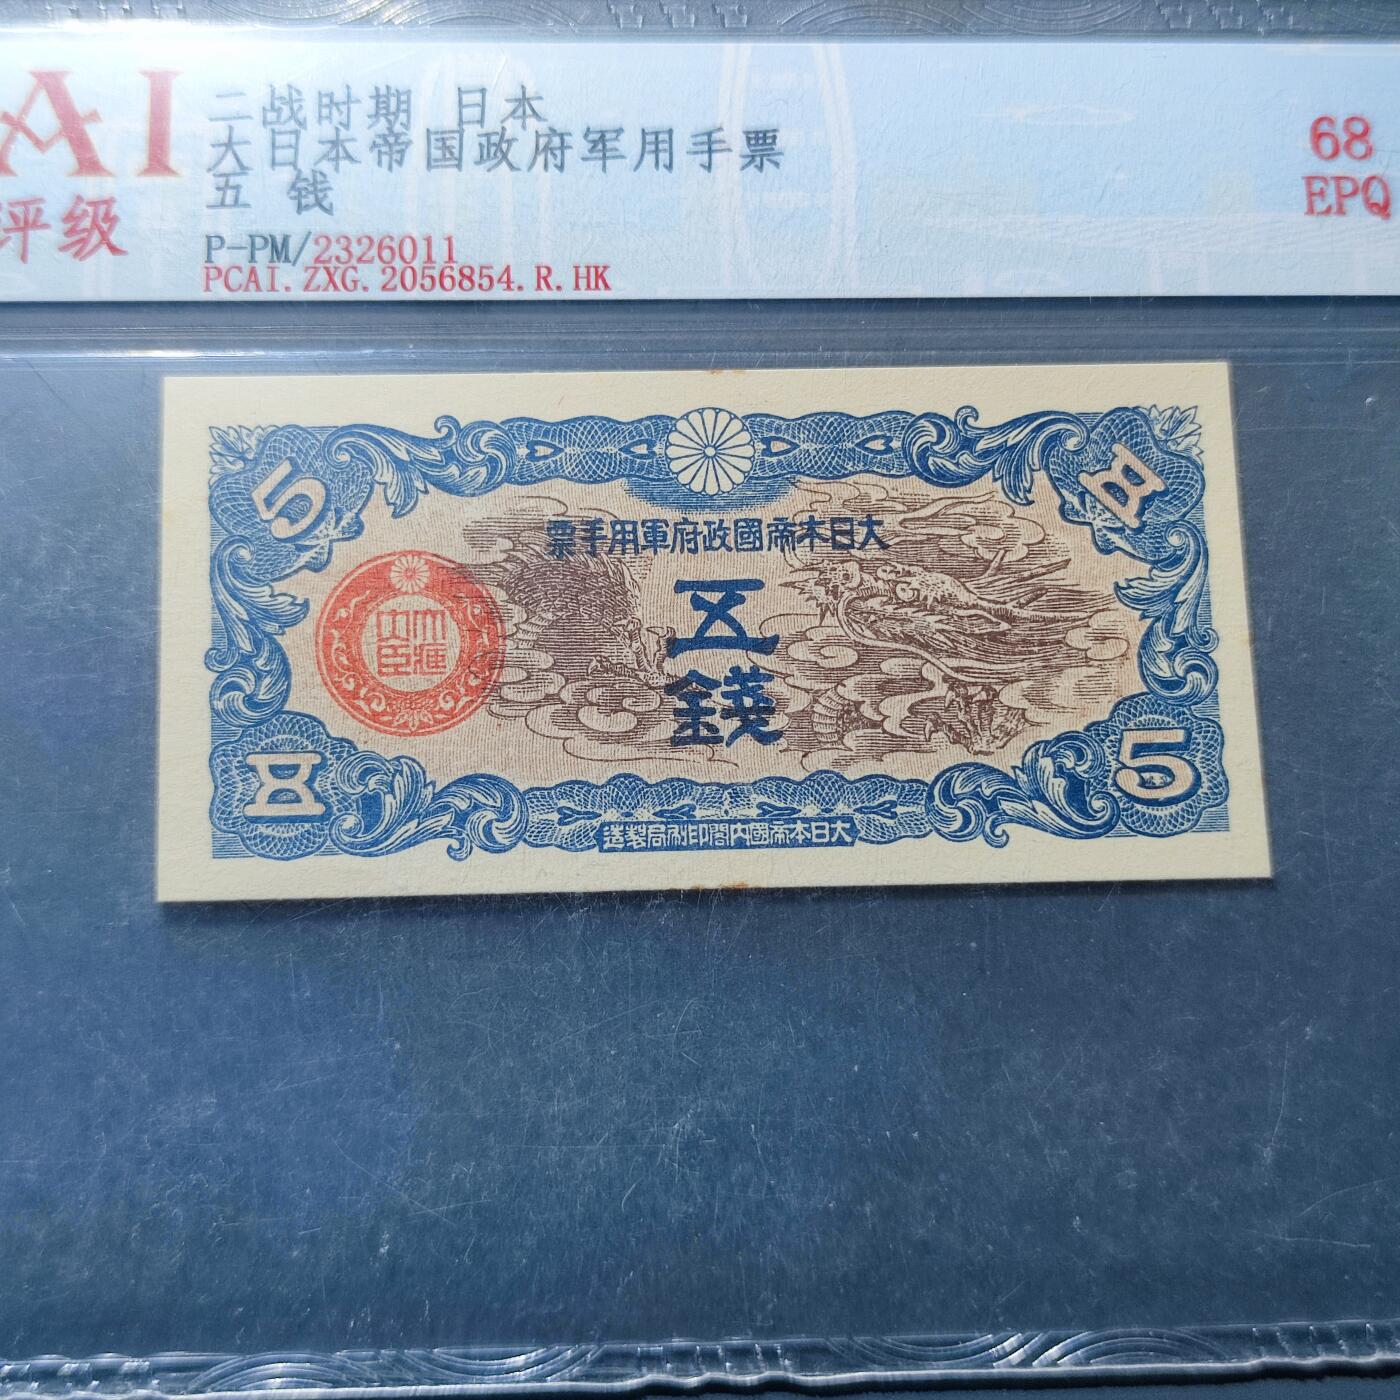 AI
评级
二战时期 日本
大日本帝国政府军用手票
五 钱
P-PM/2326011
PCAI.ZXG.2056854.R.HK
68
EPQ
5
五
大日本帝國政府軍用手票
五
錢
五
5
大日本帝國内閣印刷局製造